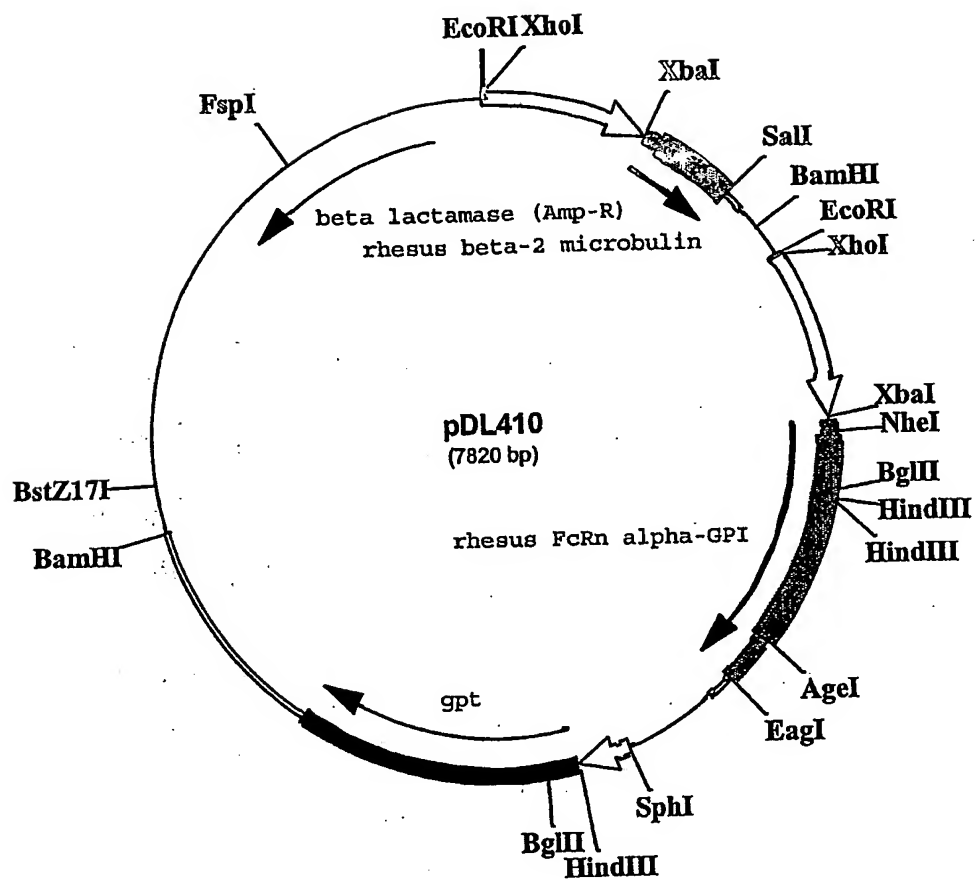 EcoRI XhoI
XbaI
FspI
SalI
BamHI
EcoRI
XhoI
beta lactamase (Amp-R)
rhesus beta-2 microbulin
XbaI
NheI
pDL410
(7820 bp)
BglII
HindIII
HindIII
BstZ17I
BamHI
rhesus FcRn alpha-GPI
AgeI
EagI
gpt
SphI
BglII
HindIII